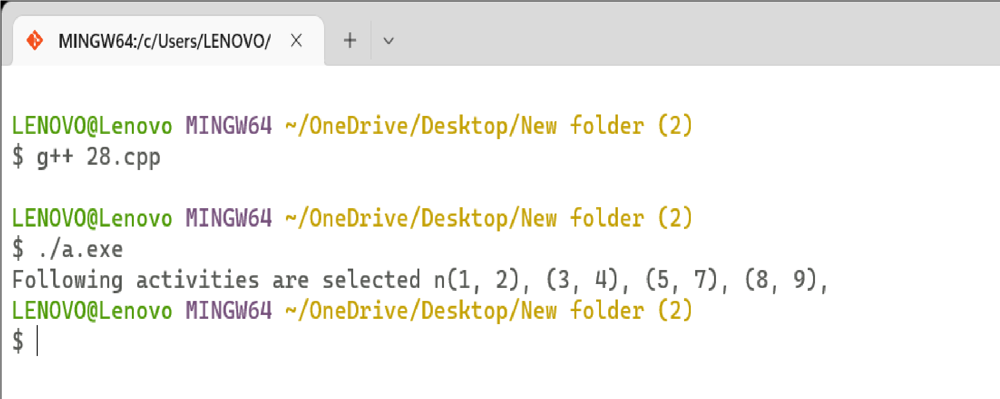 MINGW64:/c/Users/LENOVO/
LENOVO@Lenovo MINGW64 ~/OneDrive/Desktop/New folder (2)
$ g++ 28.cpp
LENOVO@Lenovo MINGW64 ~/OneDrive/Desktop/New folder (2)
$ ./a.exe
Following activities are selected n(1, 2), (3, 4), (5, 7), (8, 9),
LENOVO@Lenovo MINGW64 ~/OneDrive/Desktop/New folder (2)
$